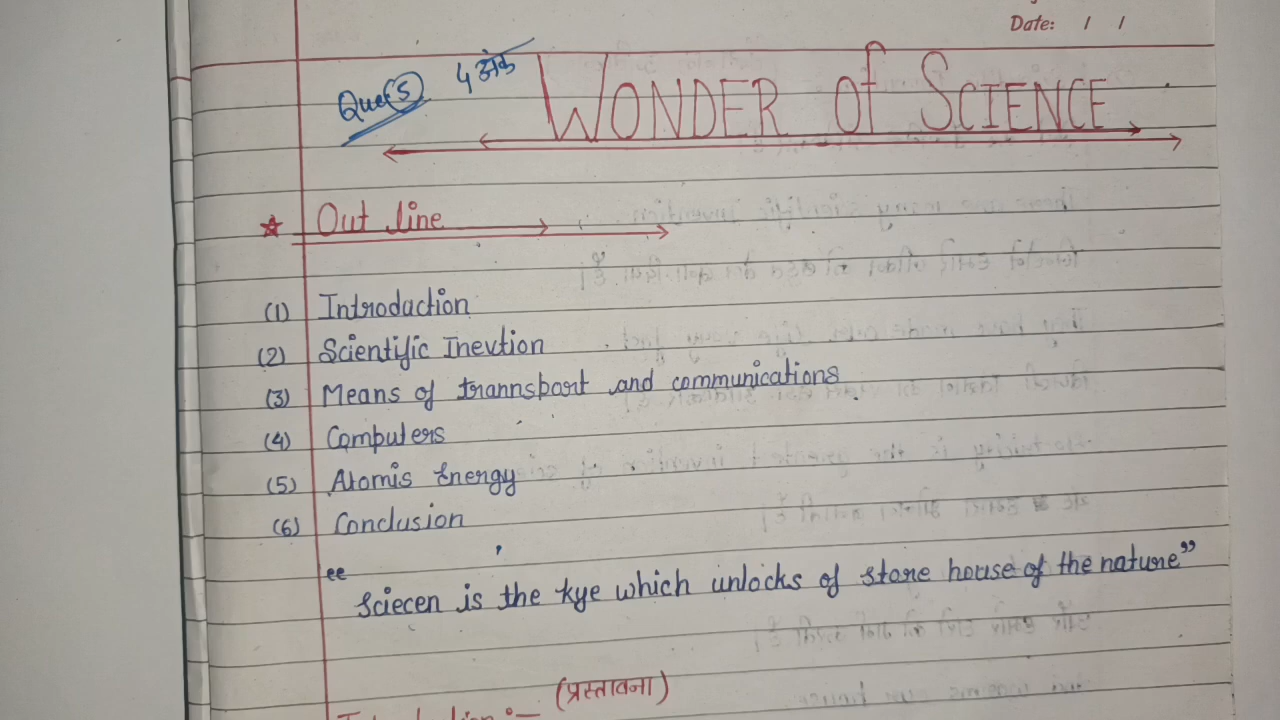 Date: / /
Que(5) 4 अंक
WONDER of SCIENCE
Out line
(1) Introduction
(2) Scientific Inevtion
(3) Means of trannsport and communications
(4) Computers
(5) Atomis Energy
(6) Conclusion
“ sciecen is the kye which unlocks of store house of the nature”
(प्रस्तावना)